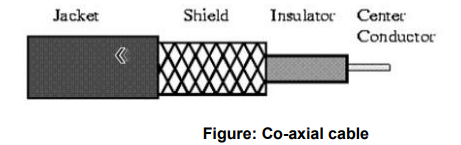 Jacket Shield Insulator Center
Conductor
Figure: Co-axial cable